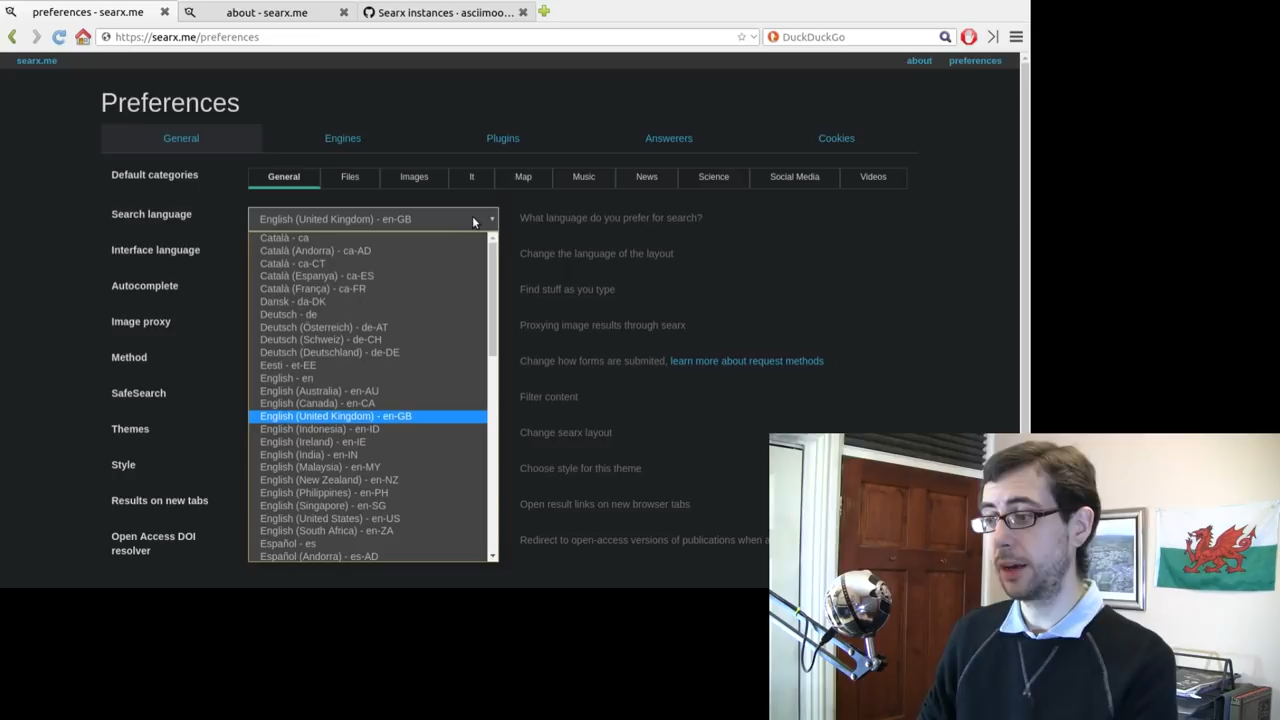 preferences - searx.me
about - searx.me
Searx instances · asciimoo...
https://searx.me/preferences
DuckDuckGo
searx.me
about
preferences
Preferences
General
Engines
Plugins
Answerers
Cookies
Default categories
General
Files
Images
It
Map
Music
News
Science
Social Media
Videos
Search language
English (United Kingdom) - en-GB
What language do you prefer for search?
Català - ca
Català (Andorra) - ca-AD
Català - ca-CT
Català (Espanya) - ca-ES
Català (França) - ca-FR
Dansk - da-DK
Deutsch - de
Deutsch (Österreich) - de-AT
Deutsch (Schweiz) - de-CH
Deutsch (Deutschland) - de-DE
Eesti - et-EE
English - en
English (Australia) - en-AU
English (Canada) - en-CA
English (United Kingdom) - en-GB
English (Indonesia) - en-ID
English (Ireland) - en-IE
English (India) - en-IN
English (Malaysia) - en-MY
English (New Zealand) - en-NZ
English (Philippines) - en-PH
English (Singapore) - en-SG
English (United States) - en-US
English (South Africa) - en-ZA
Español - es
Español (Andorra) - es-AD
Interface language
Change the language of the layout
Autocomplete
Find stuff as you type
Image proxy
Proxying image results through searx
Method
Change how forms are submited, learn more about request methods
SafeSearch
Filter content
Themes
Change searx layout
Style
Choose style for this theme
Results on new tabs
Open result links on new browser tabs
Open Access DOI
resolver
Redirect to open-access versions of publications when a